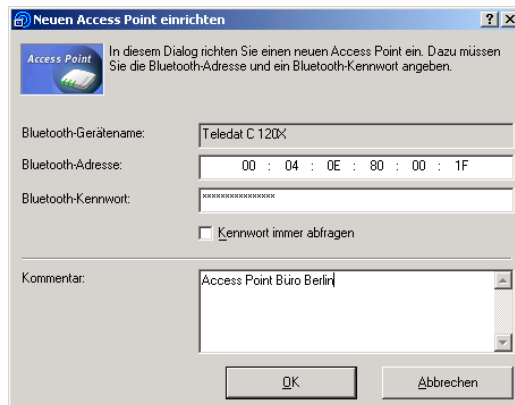 Neuen Access Point einrichten
Access Point
In diesem Dialog richten Sie einen neuen Access Point ein. Dazu müssen
Sie die Bluetooth-Adresse und ein Bluetooth-Kennwort angeben.
Bluetooth-Gerätename: Teledat C 120X
Bluetooth-Adresse: 00 : 04 : 0E : 80 : 00 : 1F
Bluetooth-Kennwort: ****************
Kennwort immer abfragen
Kommentar: Access Point Büro Berlin
OK Abbrechen